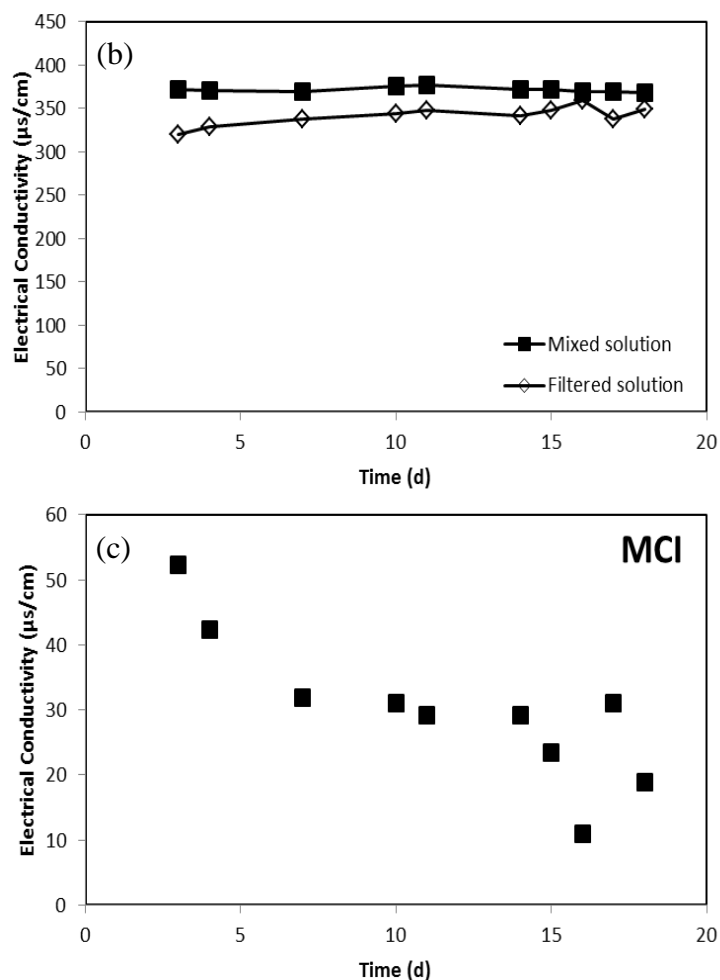 (b)
Electrical Conductivity (µs/cm)
450
400
350
300
250
200
150
100
50
0
Mixed solution
Filtered solution
0 5 10 15 20
Time (d)
(c)
MCI
Electrical Conductivity (µs/cm)
60
50
40
30
20
10
0
0 5 10 15 20
Time (d)